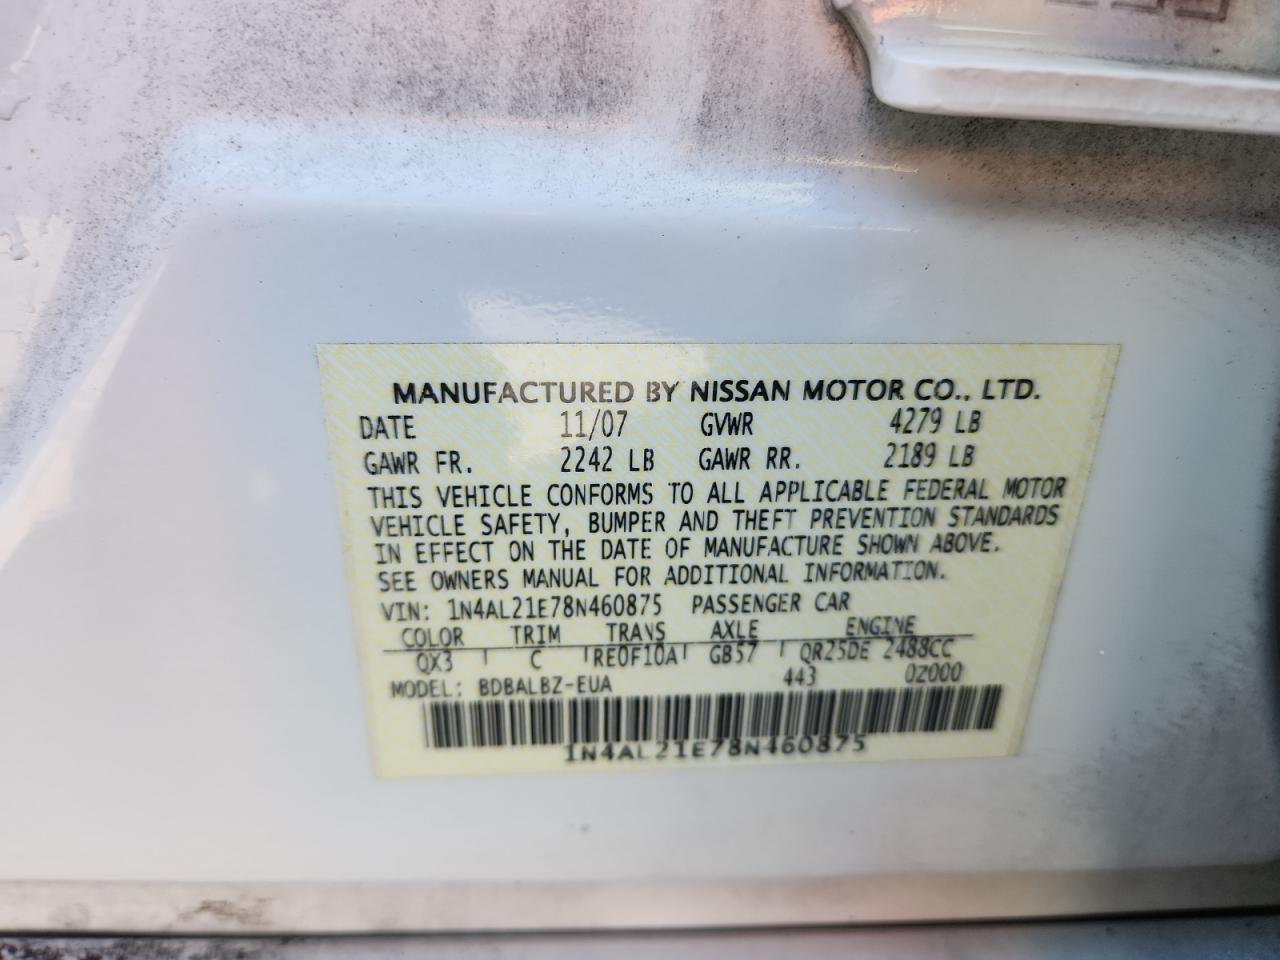 MANUFACTURED BY NISSAN MOTOR CO., LTD.
DATE 11/07 GVWR 4279 LB
GAWR FR. 2242 LB GAWR RR. 2189 LB
THIS VEHICLE CONFORMS TO ALL APPLICABLE FEDERAL MOTOR
VEHICLE SAFETY, BUMPER AND THEFT PREVENTION STANDARDS
IN EFFECT ON THE DATE OF MANUFACTURE SHOWN ABOVE.
SEE OWNERS MANUAL FOR ADDITIONAL INFORMATION.
VIN: 1N4AL21E78N460875 PASSENGER CAR
COLOR TRIM TRANS AXLE ENGINE
QX3 C RE0F10A GB57 QR25DE 2488CC
MODEL: BDBALBZ-EUA 443 0Z000
1N4AL21E78N460875